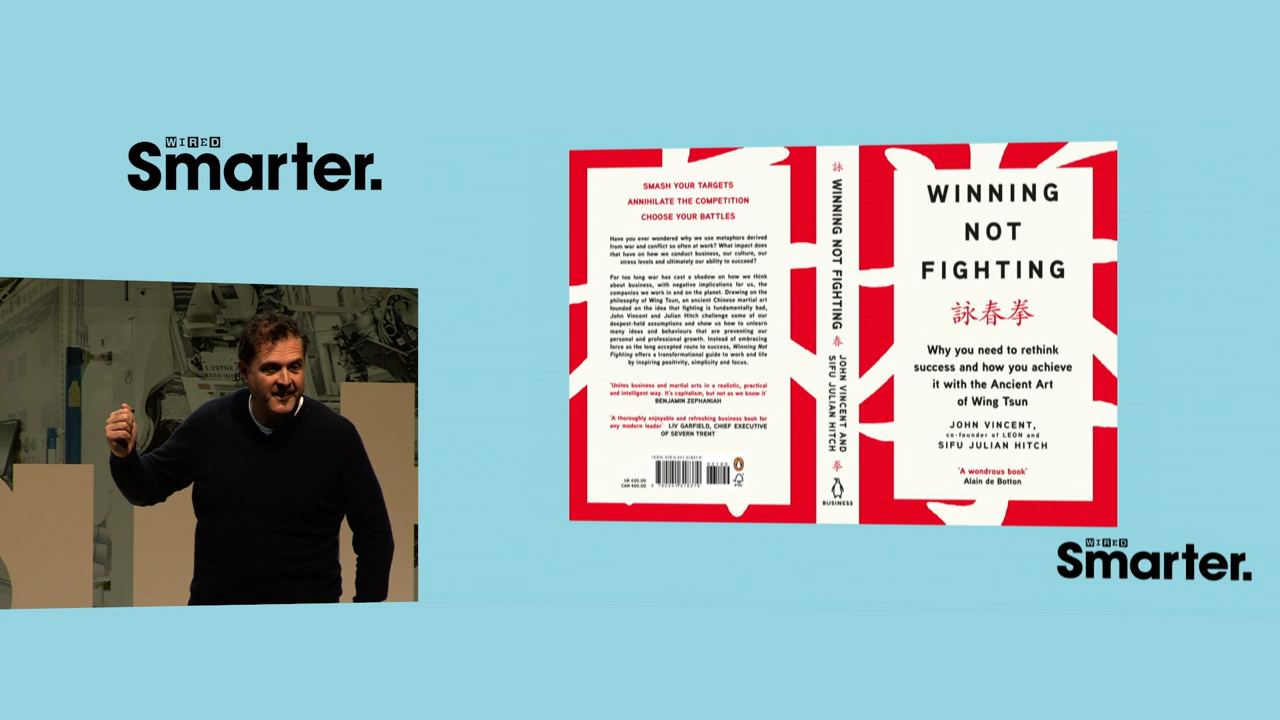 WIRED
Smarter.
SMASH YOUR TARGETS
ANNIHILATE THE COMPETITION
CHOOSE YOUR BATTLES
Have you ever wondered why we use metaphors derived
from war and conflict so often at work? What impact does
that have on how we conduct business, our culture, our
stress levels and ultimately our ability to succeed?
For too long war has cast a shadow on how we think
about business, with negative implications for us, the
companies we work in and on the planet. Drawing on the
philosophy of Wing Tsun, an ancient Chinese martial art
founded on the idea that fighting is fundamentally bad,
John Vincent and Julian Hitch challenge some of our
deepest-held assumptions and show us how to unlearn
many ideas and behaviours that are preventing our
personal and professional growth. Instead of embracing
force as the long accepted route to success, Winning Not
Fighting offers a transformational guide to work and life
by inspiring positivity, simplicity and focus.
'Unites business and martial arts in a realistic, practical
and intelligent way. It's capitalism, but not as we know it'
BENJAMIN ZEPHANIAH
'A thoroughly enjoyable and refreshing business book for
any modern leader' LIV GARFIELD, CHIEF EXECUTIVE
OF SEVERN TRENT
UK £20.00
CAN $40.00
詠 WINNING NOT FIGHTING 春 JOHN VINCENT AND
SIFU JULIAN HITCH 拳
BUSINESS
WINNING
NOT
FIGHTING
詠春拳
Why you need to rethink
success and how you achieve
it with the Ancient Art
of Wing Tsun
JOHN VINCENT,
co-founder of LEON and
SIFU JULIAN HITCH
'A wondrous book'
Alain de Botton
WIRED
Smarter.